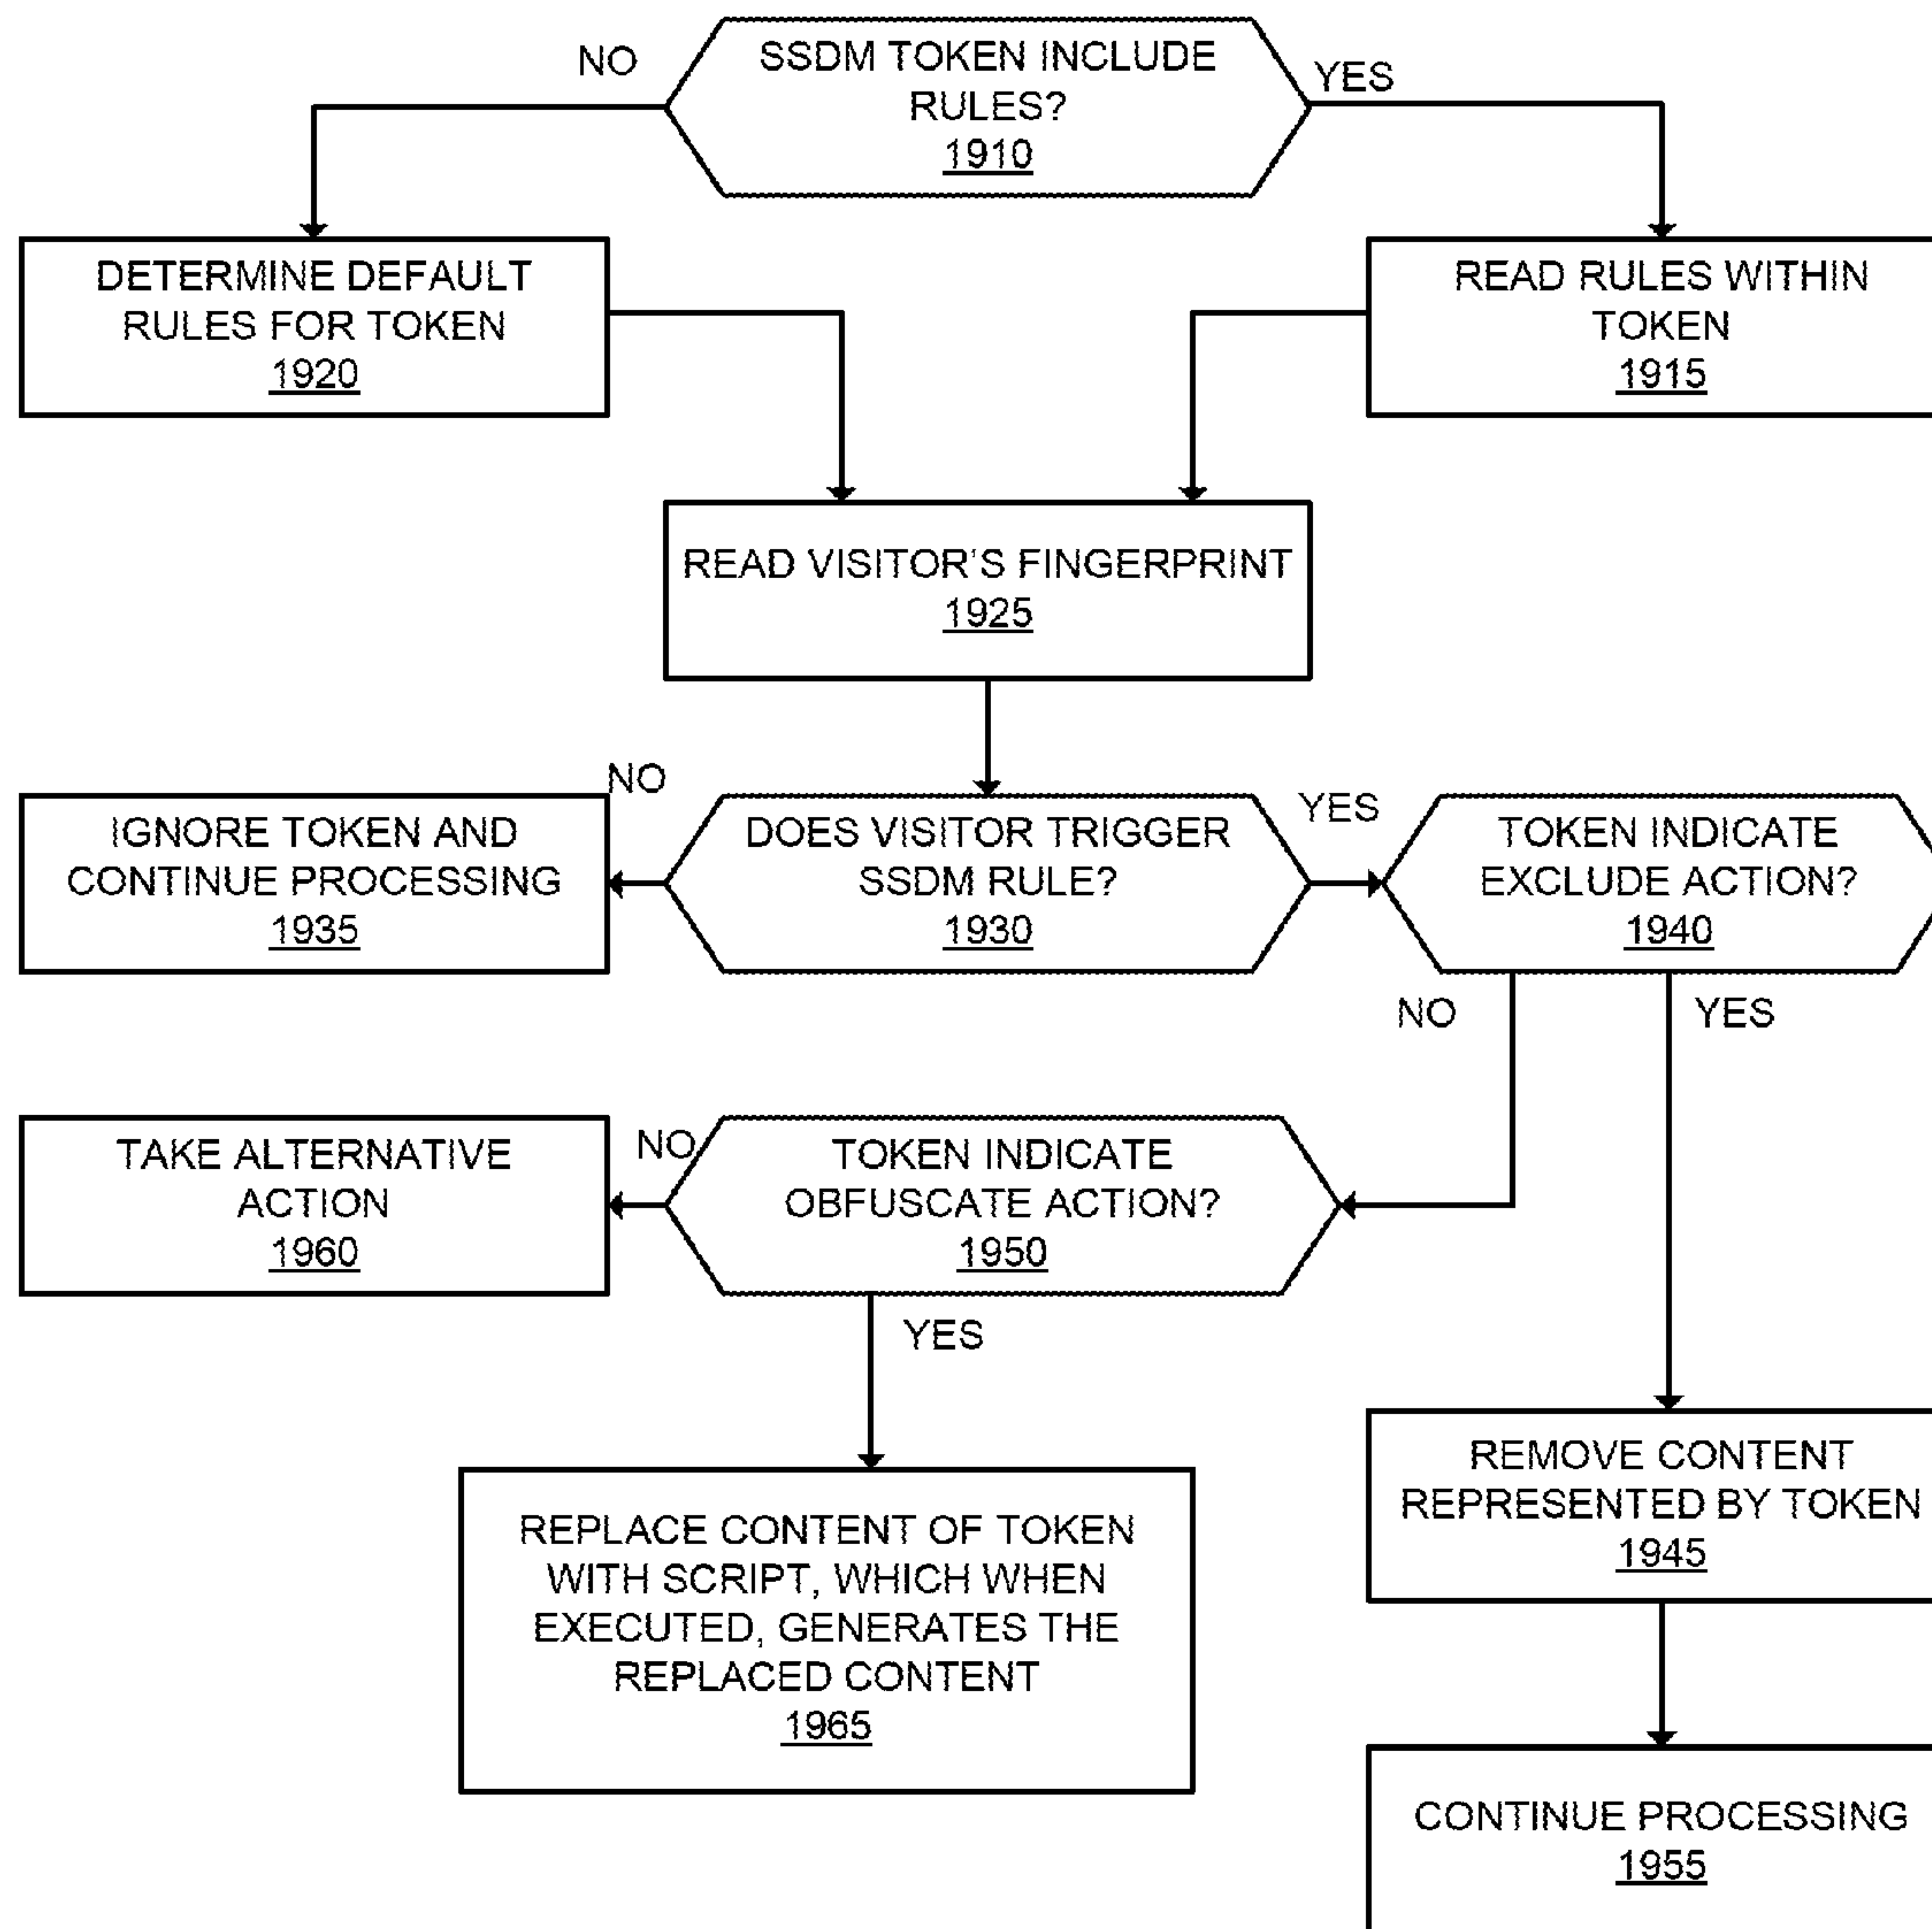 NO
SSDM TOKEN INCLUDE
RULES?
1910
YES
DETERMINE DEFAULT
RULES FOR TOKEN
1920
READ RULES WITHIN
TOKEN
1915
READ VISITOR'S FINGERPRINT
1925
NO
IGNORE TOKEN AND
CONTINUE PROCESSING
1935
DOES VISITOR TRIGGER
SSDM RULE?
1930
YES
TOKEN INDICATE
EXCLUDE ACTION?
1940
NO
YES
TAKE ALTERNATIVE
ACTION
1960
NO
TOKEN INDICATE
OBFUSCATE ACTION?
1950
YES
REPLACE CONTENT OF TOKEN
WITH SCRIPT, WHICH WHEN
EXECUTED, GENERATES THE
REPLACED CONTENT
1965
REMOVE CONTENT
REPRESENTED BY TOKEN
1945
CONTINUE PROCESSING
1955